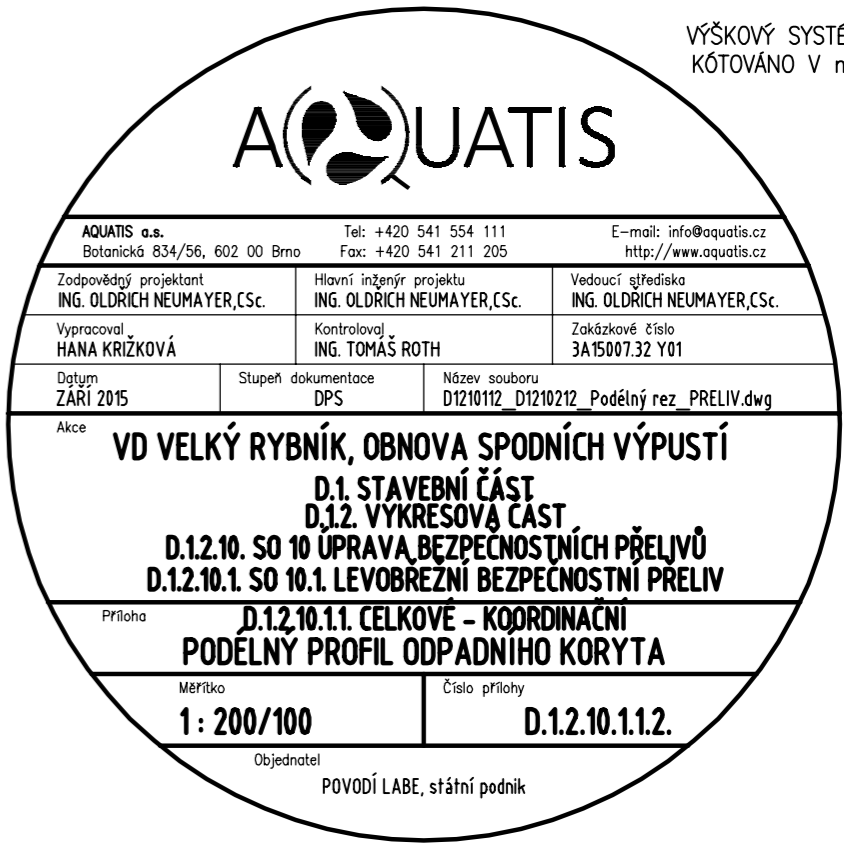 VÝŠKOVÝ SYSTÉ
KÓTOVÁNO V
AQUATIS
AQUATIS a.s. Tel: +420 541 554 111 E-mail: info@aquatis.cz
Botanická 834/56, 602 00 Brno Fax: +420 541 211 205 http://www.aquatis.cz
Zodpovědný projektant Hlavní inženýr projektu Vedoucí střediska
ING. OLDŘICH NEUMAYER,CSc. ING. OLDŘICH NEUMAYER,CSc. ING. OLDŘICH NEUMAYER,CSc.
Vypracoval Kontroloval Zakázkové číslo
HANA KRIŽKOVÁ ING. TOMÁŠ ROTH 3A15007.32 Y01
Datum Stupeň dokumentace Název souboru
ZÁŘÍ 2015 DPS D1210112_D1210212_Podélný rez_PRELIV.dwg
Akce
VD VELKÝ RYBNÍK, OBNOVA SPODNÍCH VÝPUSTÍ
D.1. STAVEBNÍ ČÁST
D.1.2. VÝKRESOVÁ ČÁST
D.1.2.10. SO 10 ÚPRAVA BEZPEČNOSTNÍCH PŘELIVŮ
D.1.2.10.1. SO 10.1. LEVOBŘEŽNÍ BEZPEČNOSTNÍ PŘELIV
Příloha D.1.2.10.1.1. CELKOVÉ - KOORDINAČNÍ
PODÉLNÝ PROFIL ODPADNÍHO KORYTA
Měřítko Číslo přílohy
1 : 200/100 D.1.2.10.1.1.2.
Objednatel
POVODÍ LABE, státní podnik